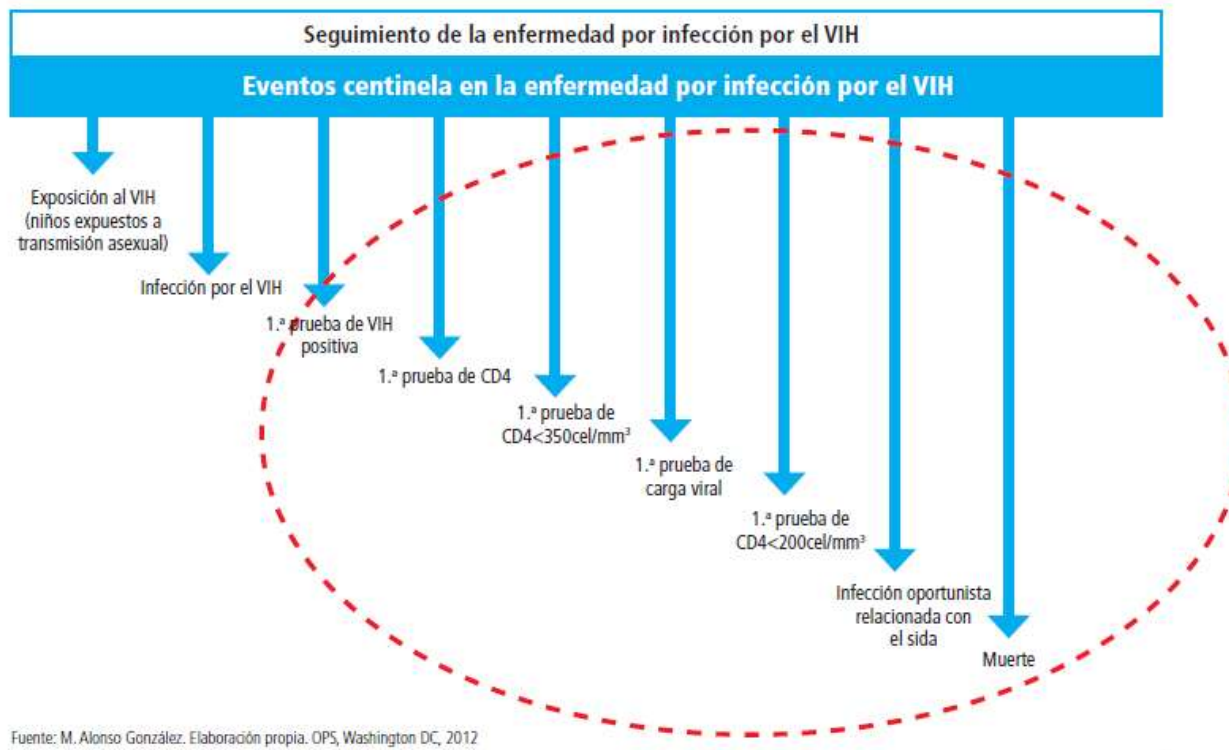 Seguimiento de la enfermedad por infección por el VIH
Eventos centinela en la enfermedad por infección por el VIH
Exposición al VIH
(niños expuestos a
transmisión asexual)
Infección por el VIH
1.ª prueba de VIH
positiva
1.ª prueba de CD4
1.ª prueba de
CD4<350cel/mm³
1.ª prueba de
carga viral
1.ª prueba de
CD4<200cel/mm³
Infección oportunista
relacionada con
el sida
Muerte
Fuente: M. Alonso González. Elaboración propia. OPS, Washington DC, 2012